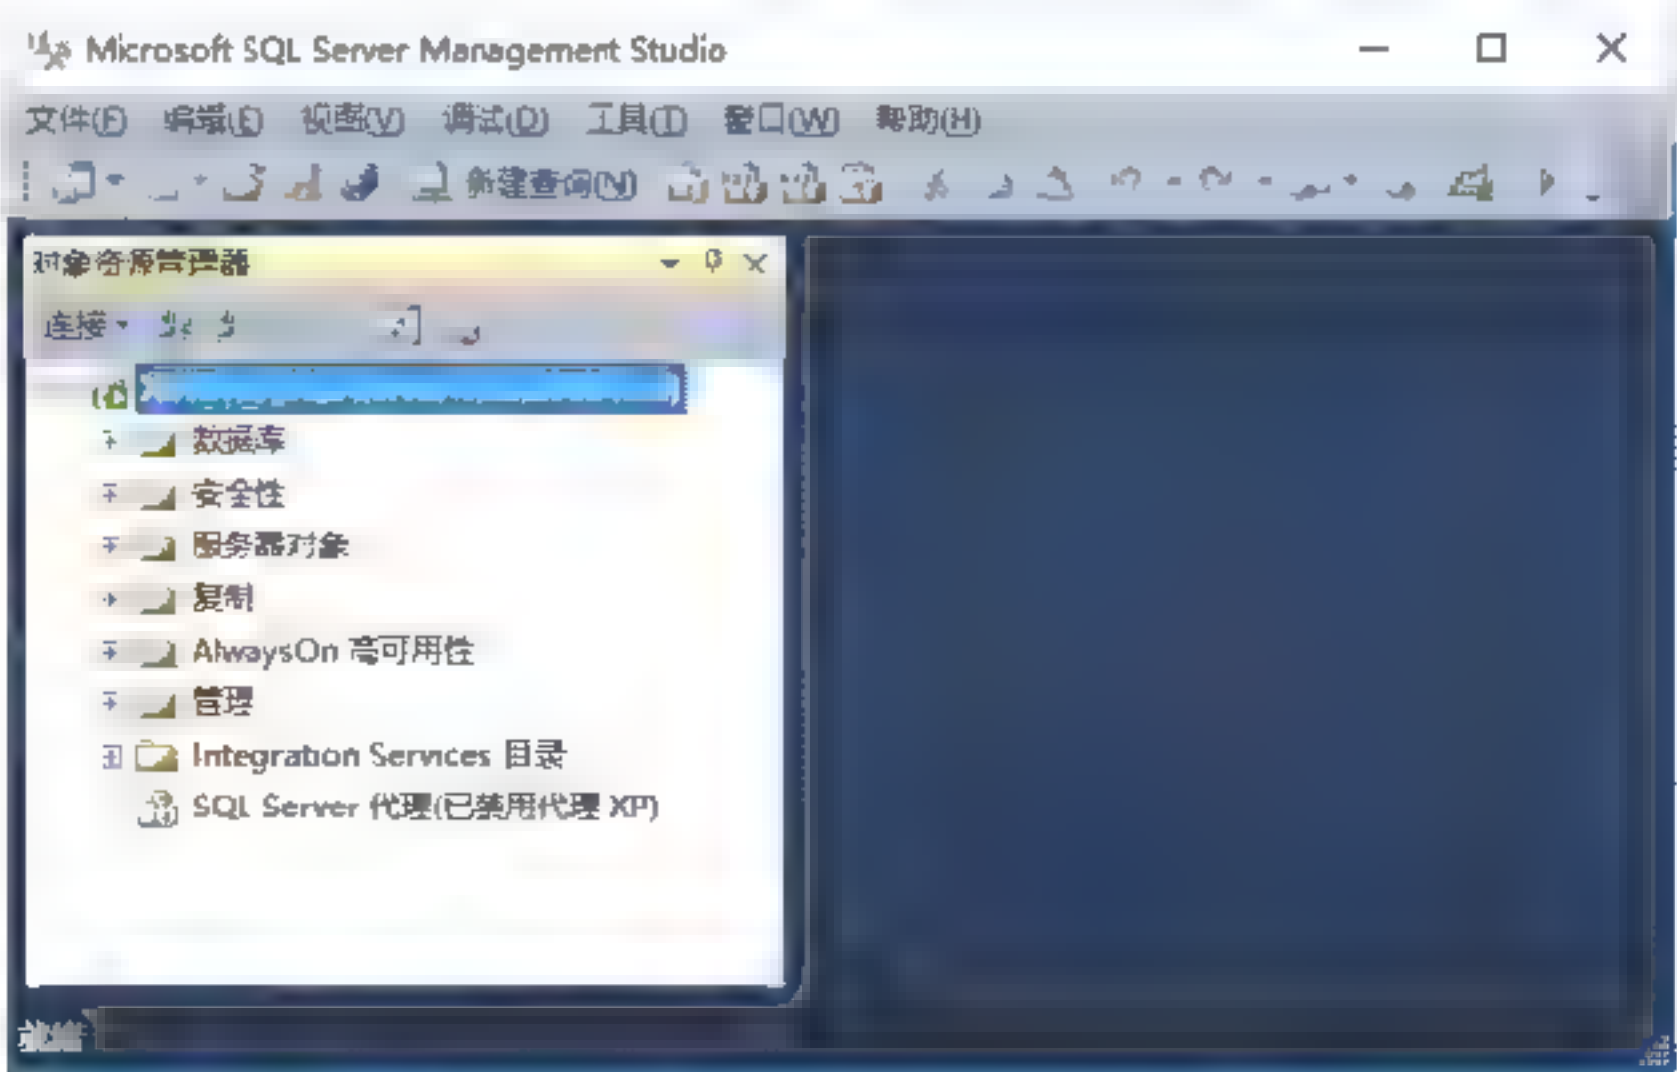 Microsoft SQL Server Management Studio
文件(F) 编辑(E) 视图(V) 调试(D) 工具(T) 窗口(W) 帮助(H)
新建查询(N)
对象资源管理器
连接
数据库
安全性
服务器对象
复制
AlwaysOn 高可用性
管理
Integration Services 目录
SQL Server 代理(已禁用代理 XP)